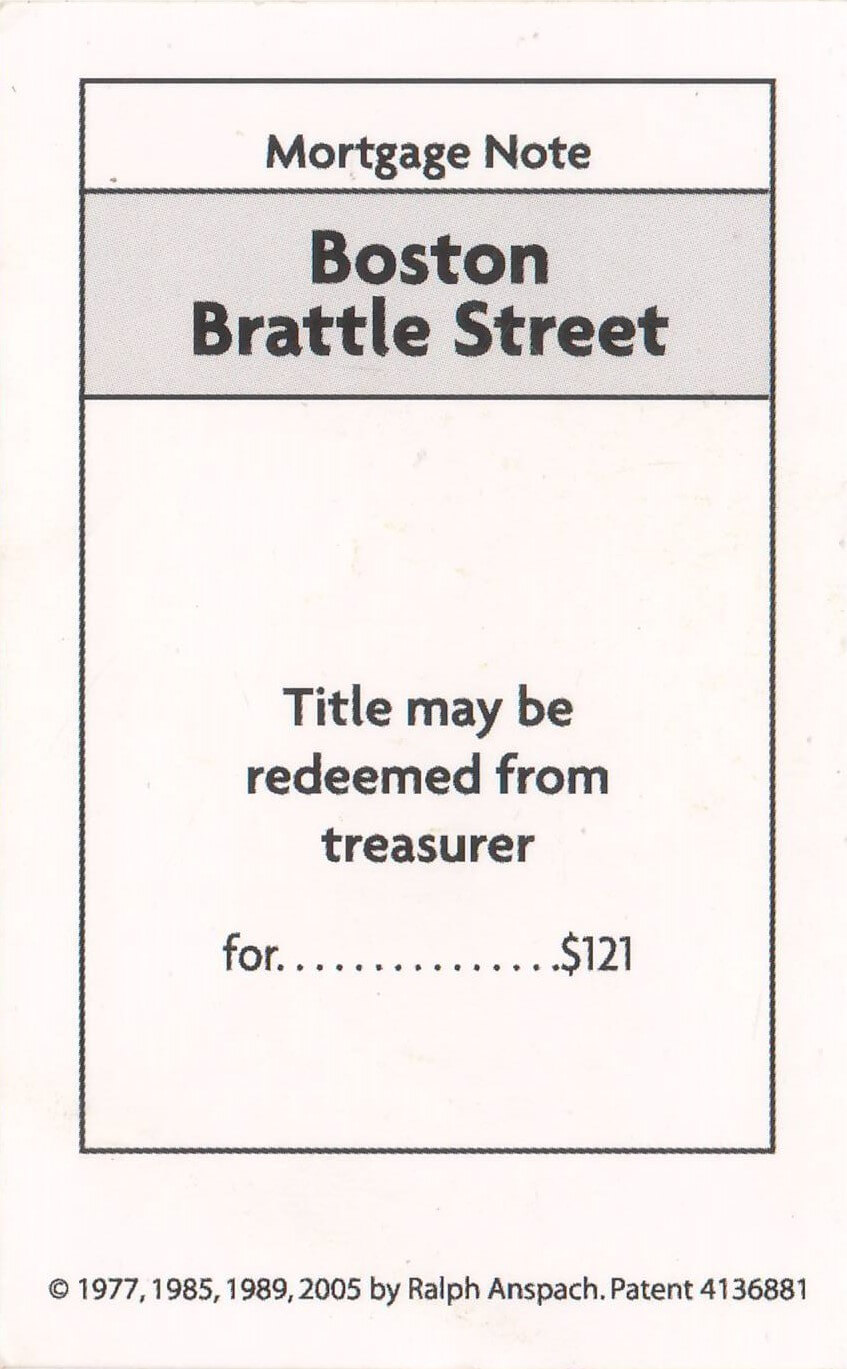 Mortgage Note
Boston
Brattle Street
Title may be
redeemed from
treasurer
for................$121
© 1977, 1985, 1989, 2005 by Ralph Anspach. Patent 4136881